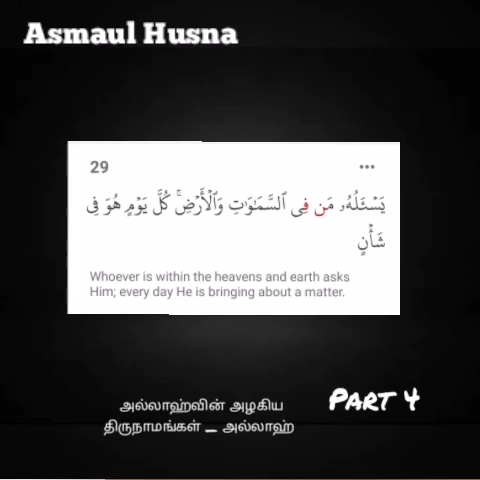 Asmaul Husna
29
يَسْـَٔلُهُۥ مَن فِى ٱلسَّمَـٰوَٰتِ وَٱلْأَرْضِ ۚ كُلَّ يَوْمٍ هُوَ فِى
شَأْنٍ
Whoever is within the heavens and earth asks
Him; every day He is bringing about a matter.
அல்லாஹ்வின் அழகிய
திருநாமங்கள் – அல்லாஹ்
PART 4